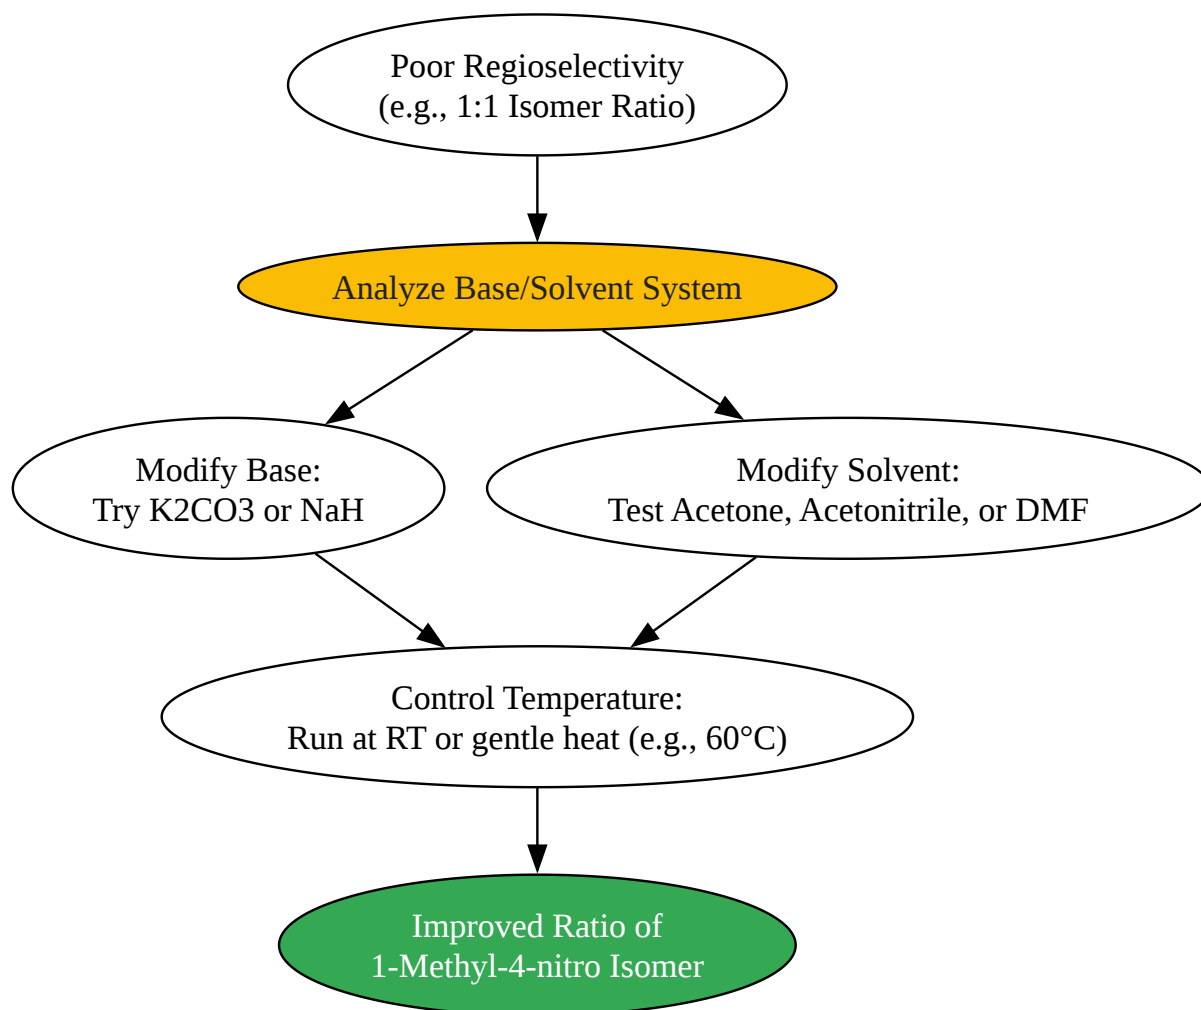 Poor Regioselectivity
(e.g., 1:1 Isomer Ratio)
Analyze Base/Solvent System
Modify Base:
Try K2CO3 or NaH
Modify Solvent:
Test Acetone, Acetonitrile, or DMF
Control Temperature:
Run at RT or gentle heat (e.g., 60°C)
Improved Ratio of
1-Methyl-4-nitro Isomer